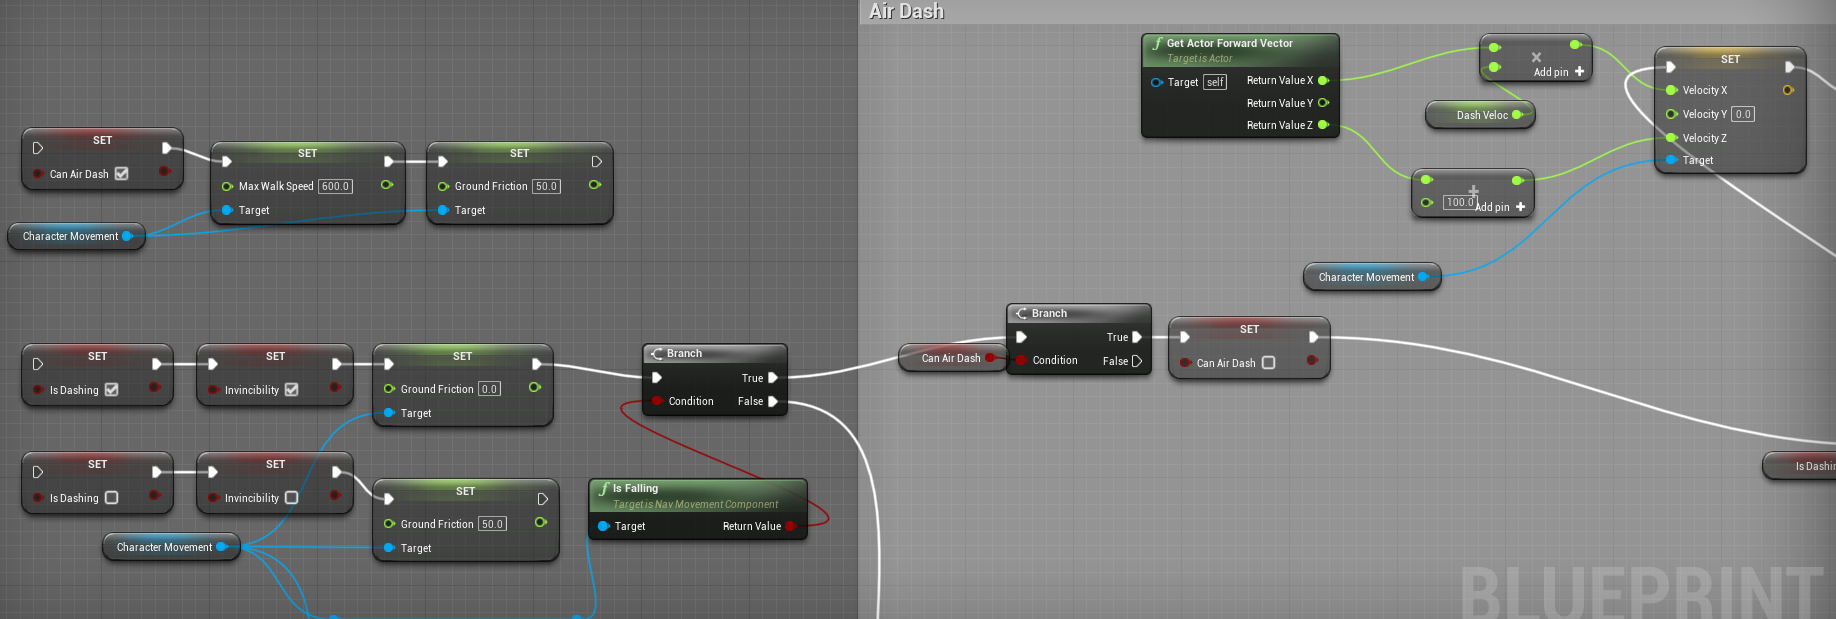 Air Dash
Get Actor Forward Vector
Target is Actor
Target self
Return Value X
Return Value Y
Return Value Z
×
Add pin +
Dash Veloc
+
100.0
Add pin +
SET
Velocity X
Velocity Y 0.0
Velocity Z
Target
Character Movement
SET
Can Air Dash
SET
Max Walk Speed 600.0
Target
SET
Ground Friction 50.0
Target
Character Movement
SET
Is Dashing
SET
Invincibility
SET
Ground Friction 0.0
Target
Branch
True
Condition False
Can Air Dash
Branch
True
Condition False
SET
Can Air Dash
SET
Is Dashing
SET
Invincibility
SET
Ground Friction 50.0
Target
Character Movement
Is Falling
Target is Nav Movement Component
Target Return Value
Is Dashin
BLUEPRINT